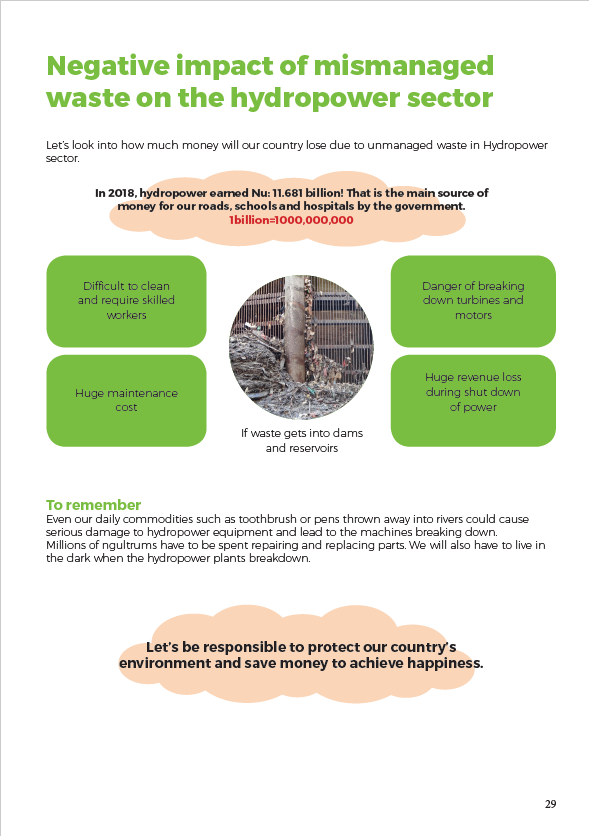 Negative impact of mismanaged
waste on the hydropower sector
Let's look into how much money will our country lose due to unmanaged waste in Hydropower
sector.
In 2018, hydropower earned Nu: 11.681 billion! That is the main source of
money for our roads, schools and hospitals by the government.
1billion=1000,000,000
Difficult to clean
and require skilled
workers
Danger of breaking
down turbines and
motors
Huge maintenance
cost
Huge revenue loss
during shut down
of power
If waste gets into dams
and reservoirs
To remember
Even our daily commodities such as toothbrush or pens thrown away into rivers could cause
serious damage to hydropower equipment and lead to the machines breaking down.
Millions of ngultrums have to be spent repairing and replacing parts. We will also have to live in
the dark when the hydropower plants breakdown.
Let's be responsible to protect our country's
environment and save money to achieve happiness.
29